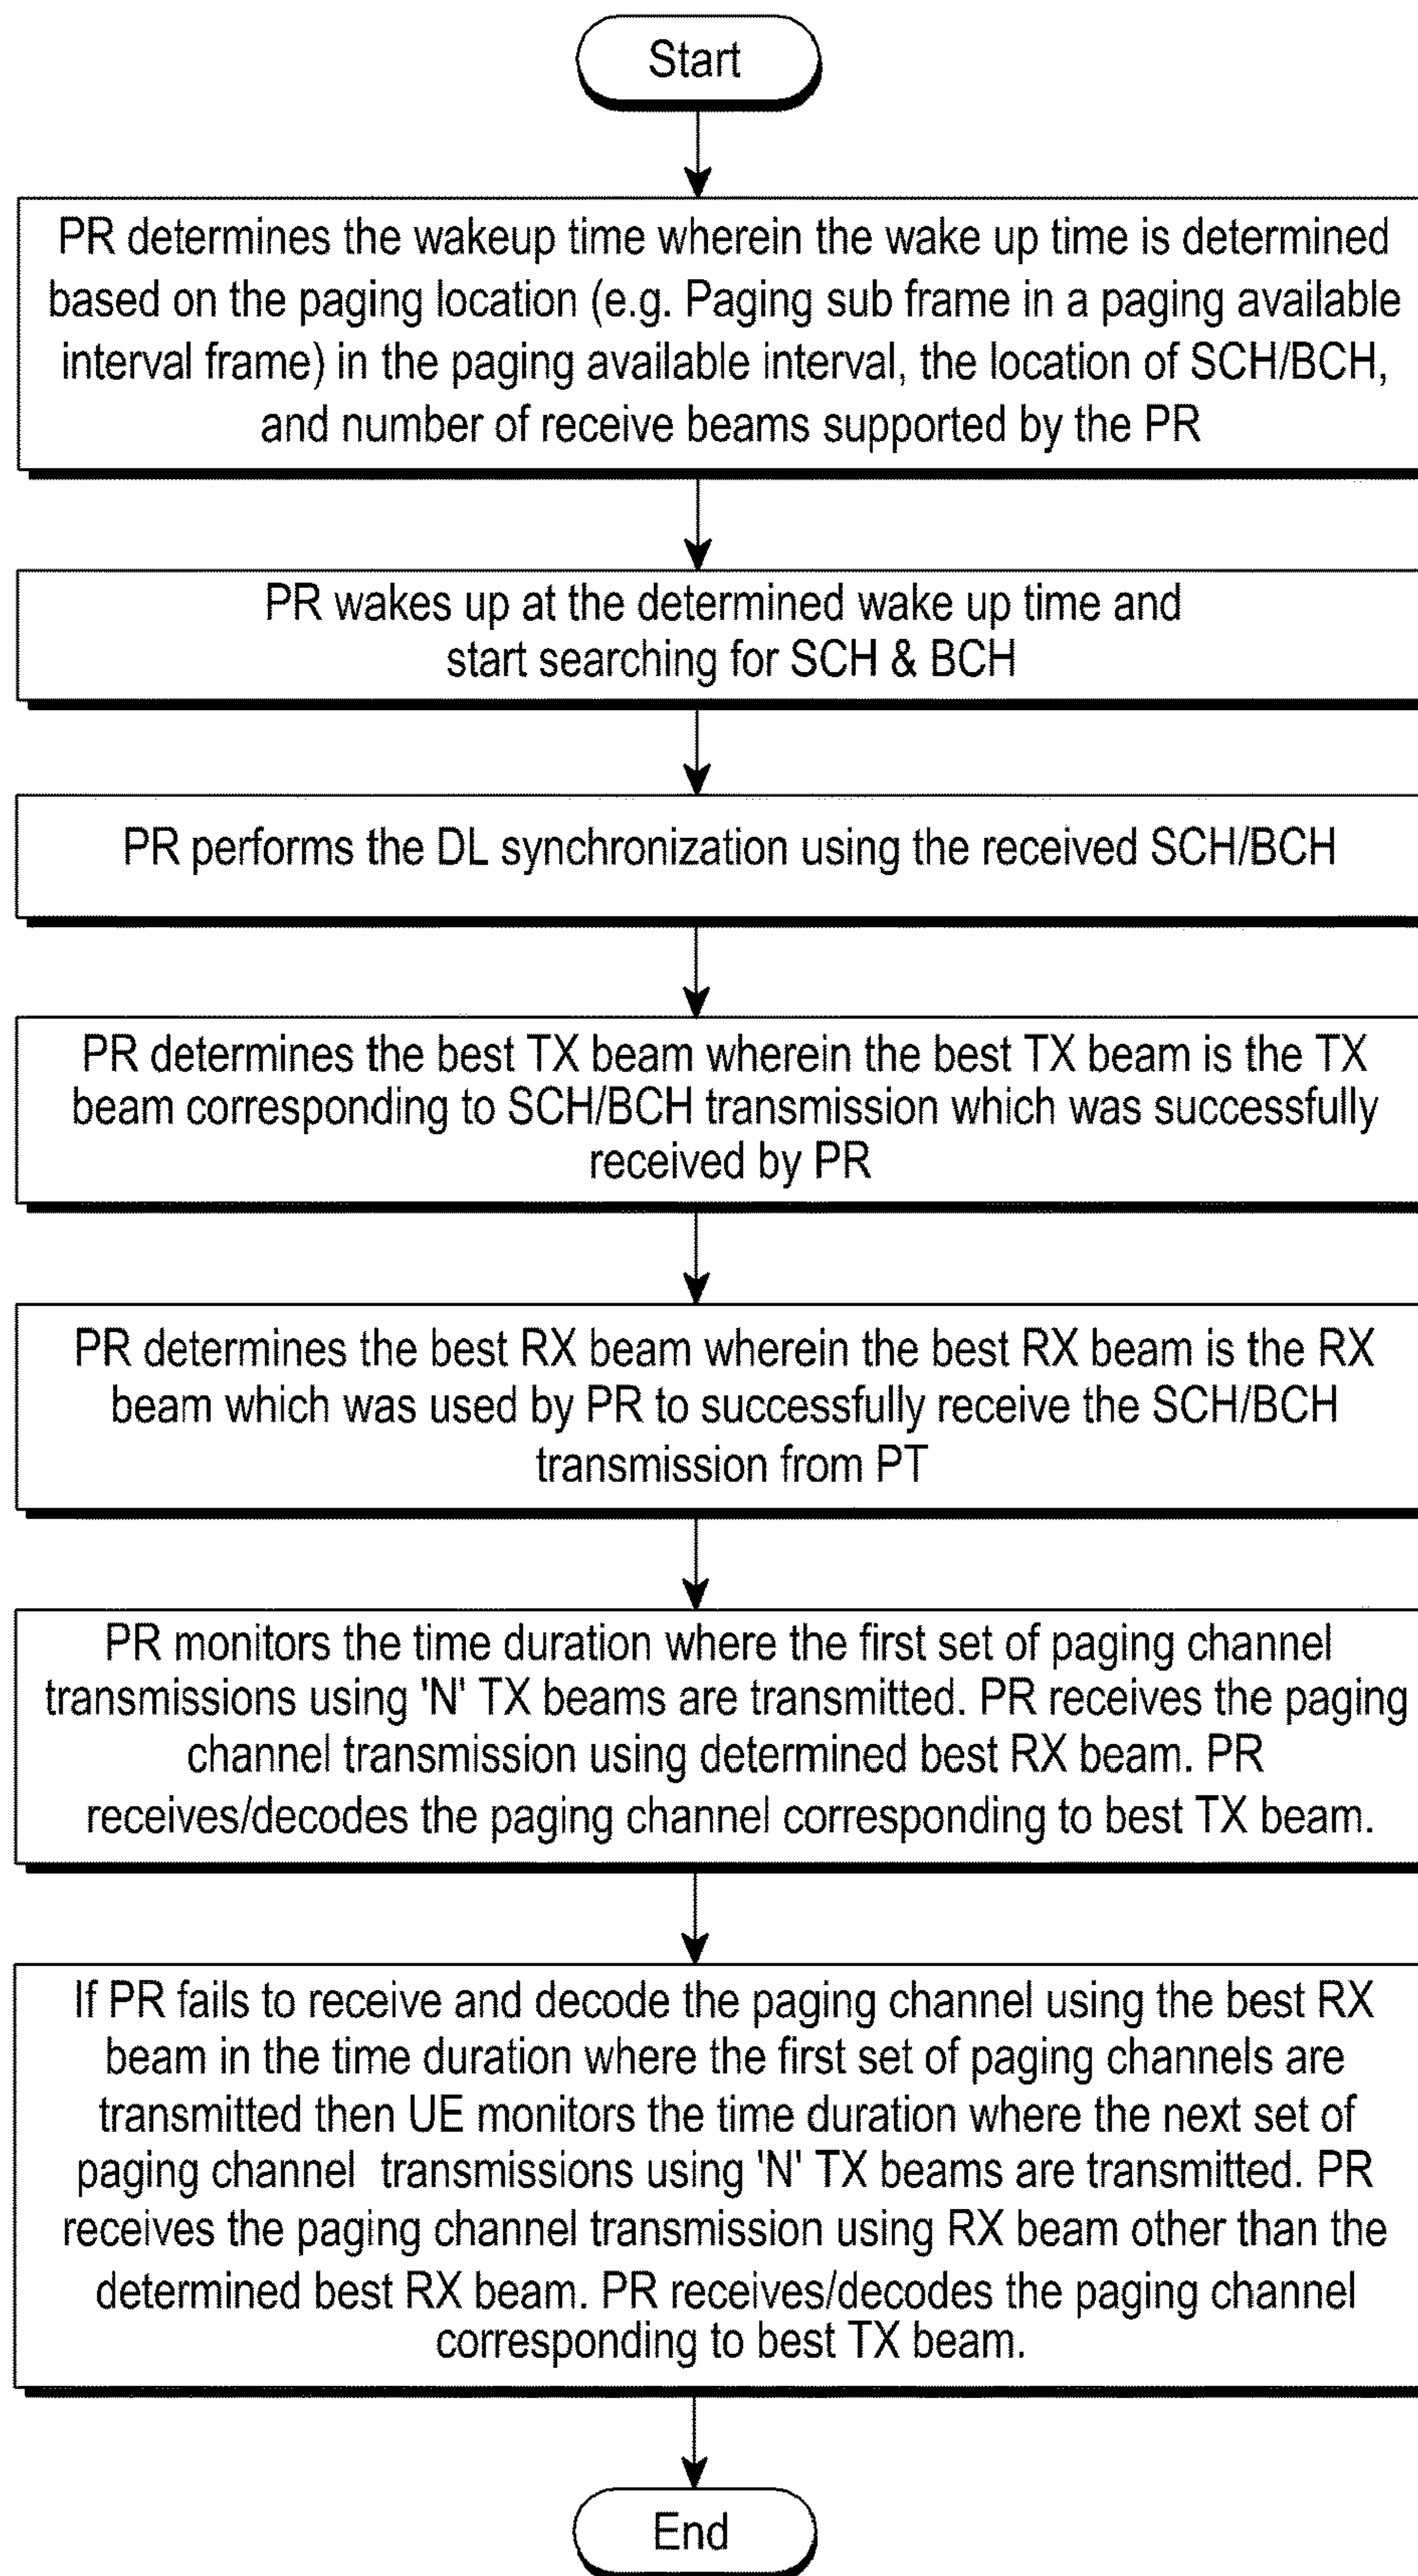 Start
PR determines the wakeup time wherein the wake up time is determined
based on the paging location (e.g. Paging sub frame in a paging available
interval frame) in the paging available interval, the location of SCH/BCH,
and number of receive beams supported by the PR
PR wakes up at the determined wake up time and
start searching for SCH & BCH
PR performs the DL synchronization using the received SCH/BCH
PR determines the best TX beam wherein the best TX beam is the TX
beam corresponding to SCH/BCH transmission which was successfully
received by PR
PR determines the best RX beam wherein the best RX beam is the RX
beam which was used by PR to successfully receive the SCH/BCH
transmission from PT
PR monitors the time duration where the first set of paging channel
transmissions using 'N' TX beams are transmitted. PR receives the paging
channel transmission using determined best RX beam. PR
receives/decodes the paging channel corresponding to best TX beam.
If PR fails to receive and decode the paging channel using the best RX
beam in the time duration where the first set of paging channels are
transmitted then UE monitors the time duration where the next set of
paging channel transmissions using 'N' TX beams are transmitted. PR
receives the paging channel transmission using RX beam other than the
determined best RX beam. PR receives/decodes the paging channel
corresponding to best TX beam.
End